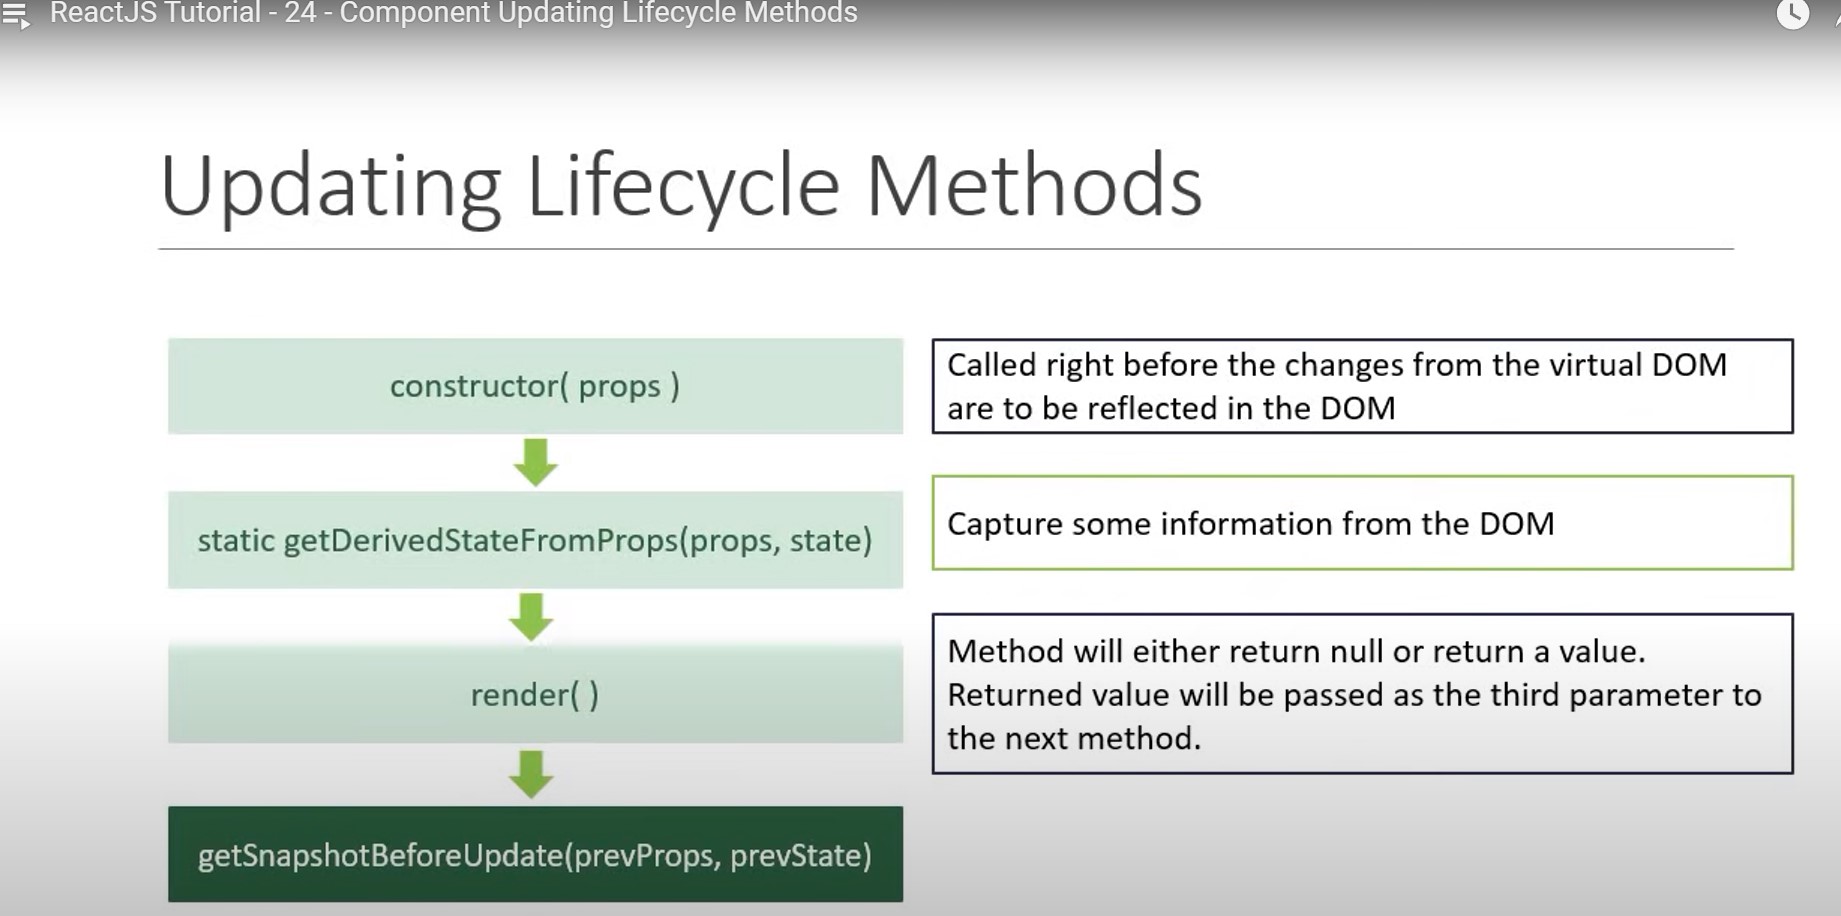 ReactJS Tutorial - 24 - Component Updating Lifecycle Methods
Updating Lifecycle Methods
constructor( props )
static getDerivedStateFromProps(props, state)
render( )
getSnapshotBeforeUpdate(prevProps, prevState)
Called right before the changes from the virtual DOM
are to be reflected in the DOM
Capture some information from the DOM
Method will either return null or return a value.
Returned value will be passed as the third parameter to
the next method.